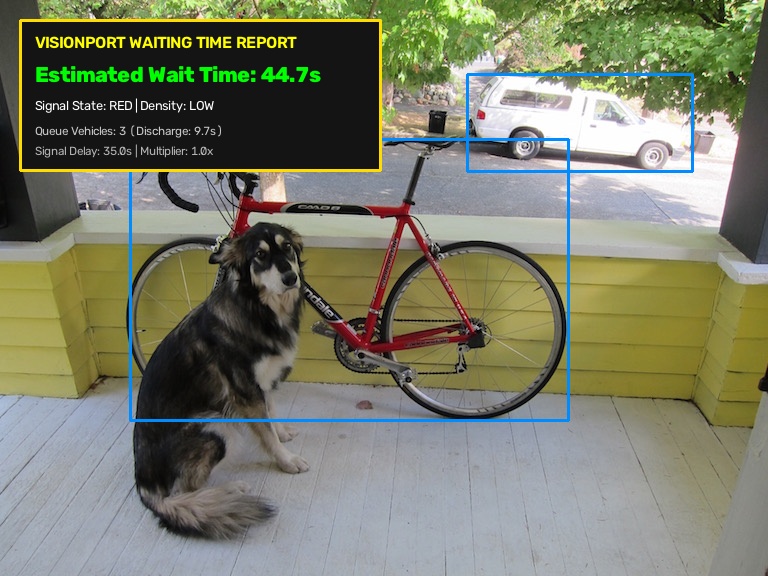 VISIONPORT WAITING TIME REPORT
Estimated Wait Time: 44.7s
Signal State: RED | Density: LOW
Queue Vehicles: 3 (Discharge: 9.7s)
Signal Delay: 35.0s | Multiplier: 1.0x